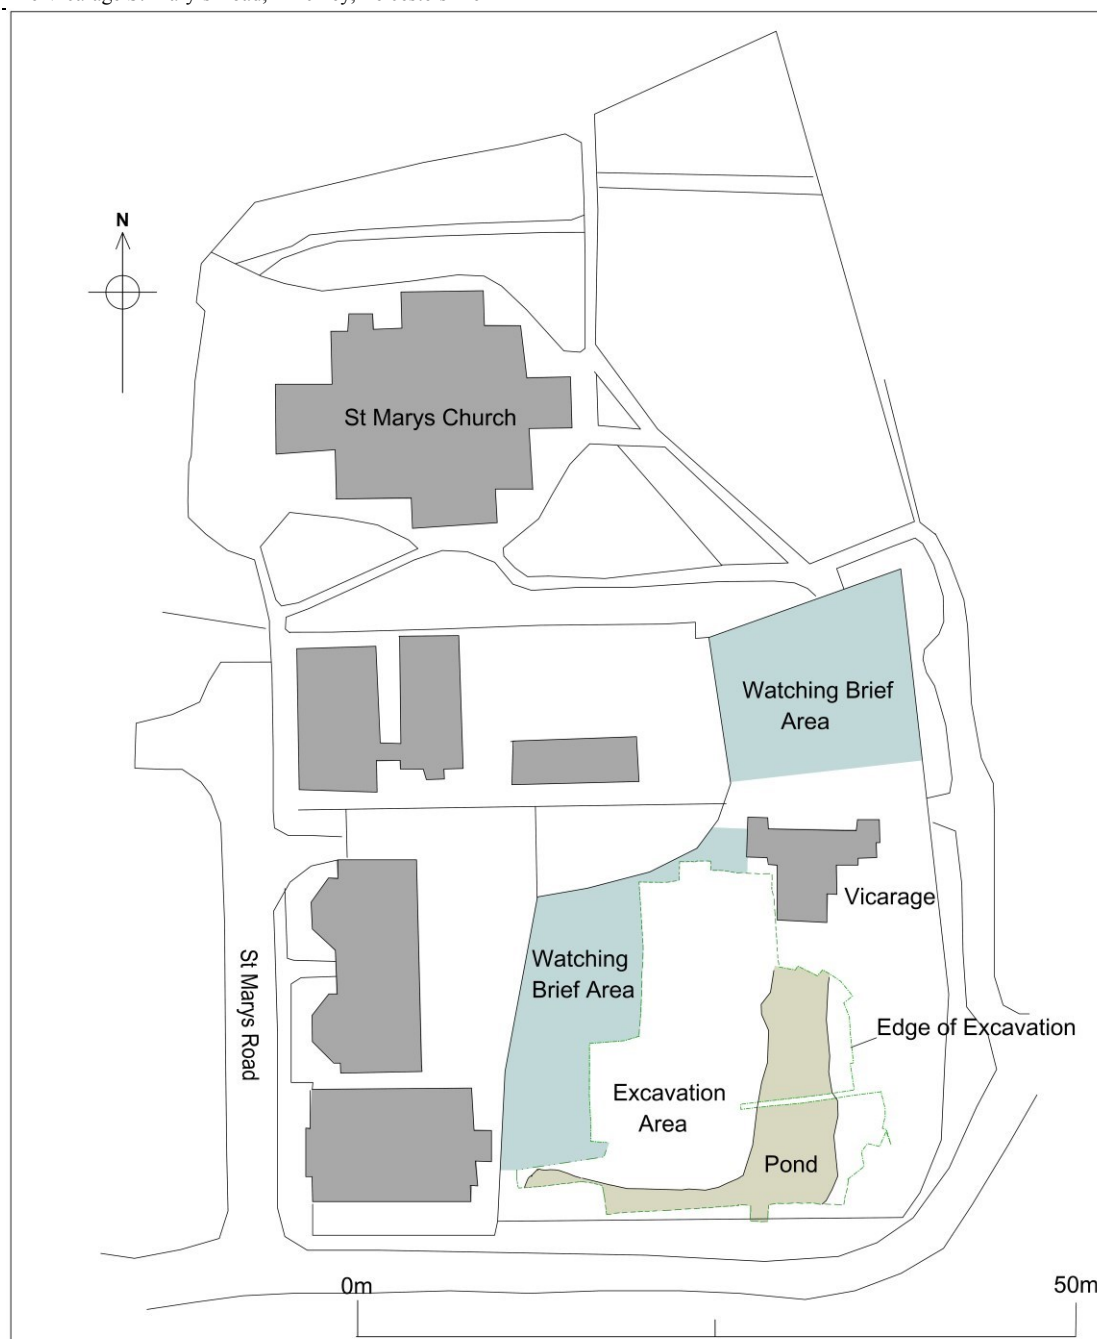 N
St Marys Church
Watching Brief
Area
Vicarage
Watching
Brief Area
St Marys Road
Edge of Excavation
Excavation
Area
Pond
0m
50m